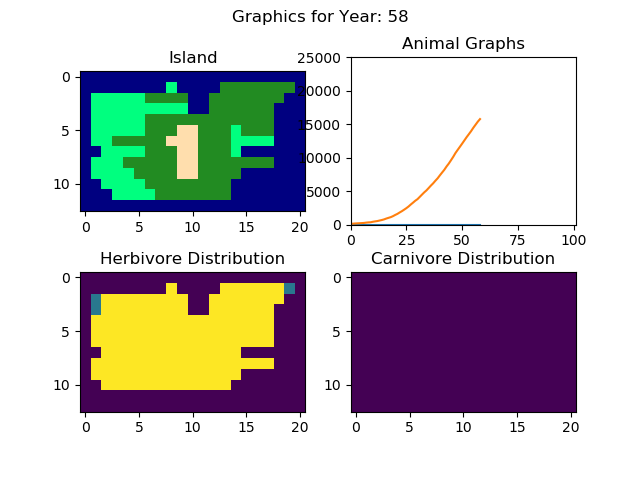 Graphics for Year: 58
Island
0
5
10
0 5 10 15 20
Animal Graphs
25000
20000
15000
10000
5000
0
0 25 50 75 100
Herbivore Distribution
0
5
10
0 5 10 15 20
Carnivore Distribution
0
5
10
0 5 10 15 20